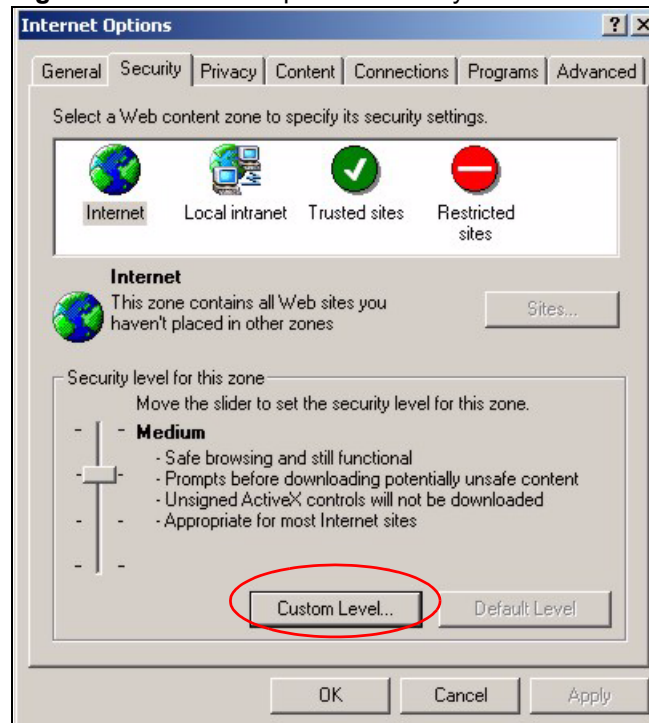 Internet Options
General Security Privacy Content Connections Programs Advanced
Select a Web content zone to specify its security settings.
Internet Local intranet Trusted sites Restricted sites
Internet
This zone contains all Web sites you
haven't placed in other zones
Sites...
Security level for this zone
Move the slider to set the security level for this zone.
Medium
- Safe browsing and still functional
- Prompts before downloading potentially unsafe content
- Unsigned ActiveX controls will not be downloaded
- Appropriate for most Internet sites
Custom Level... Default Level
OK Cancel Apply